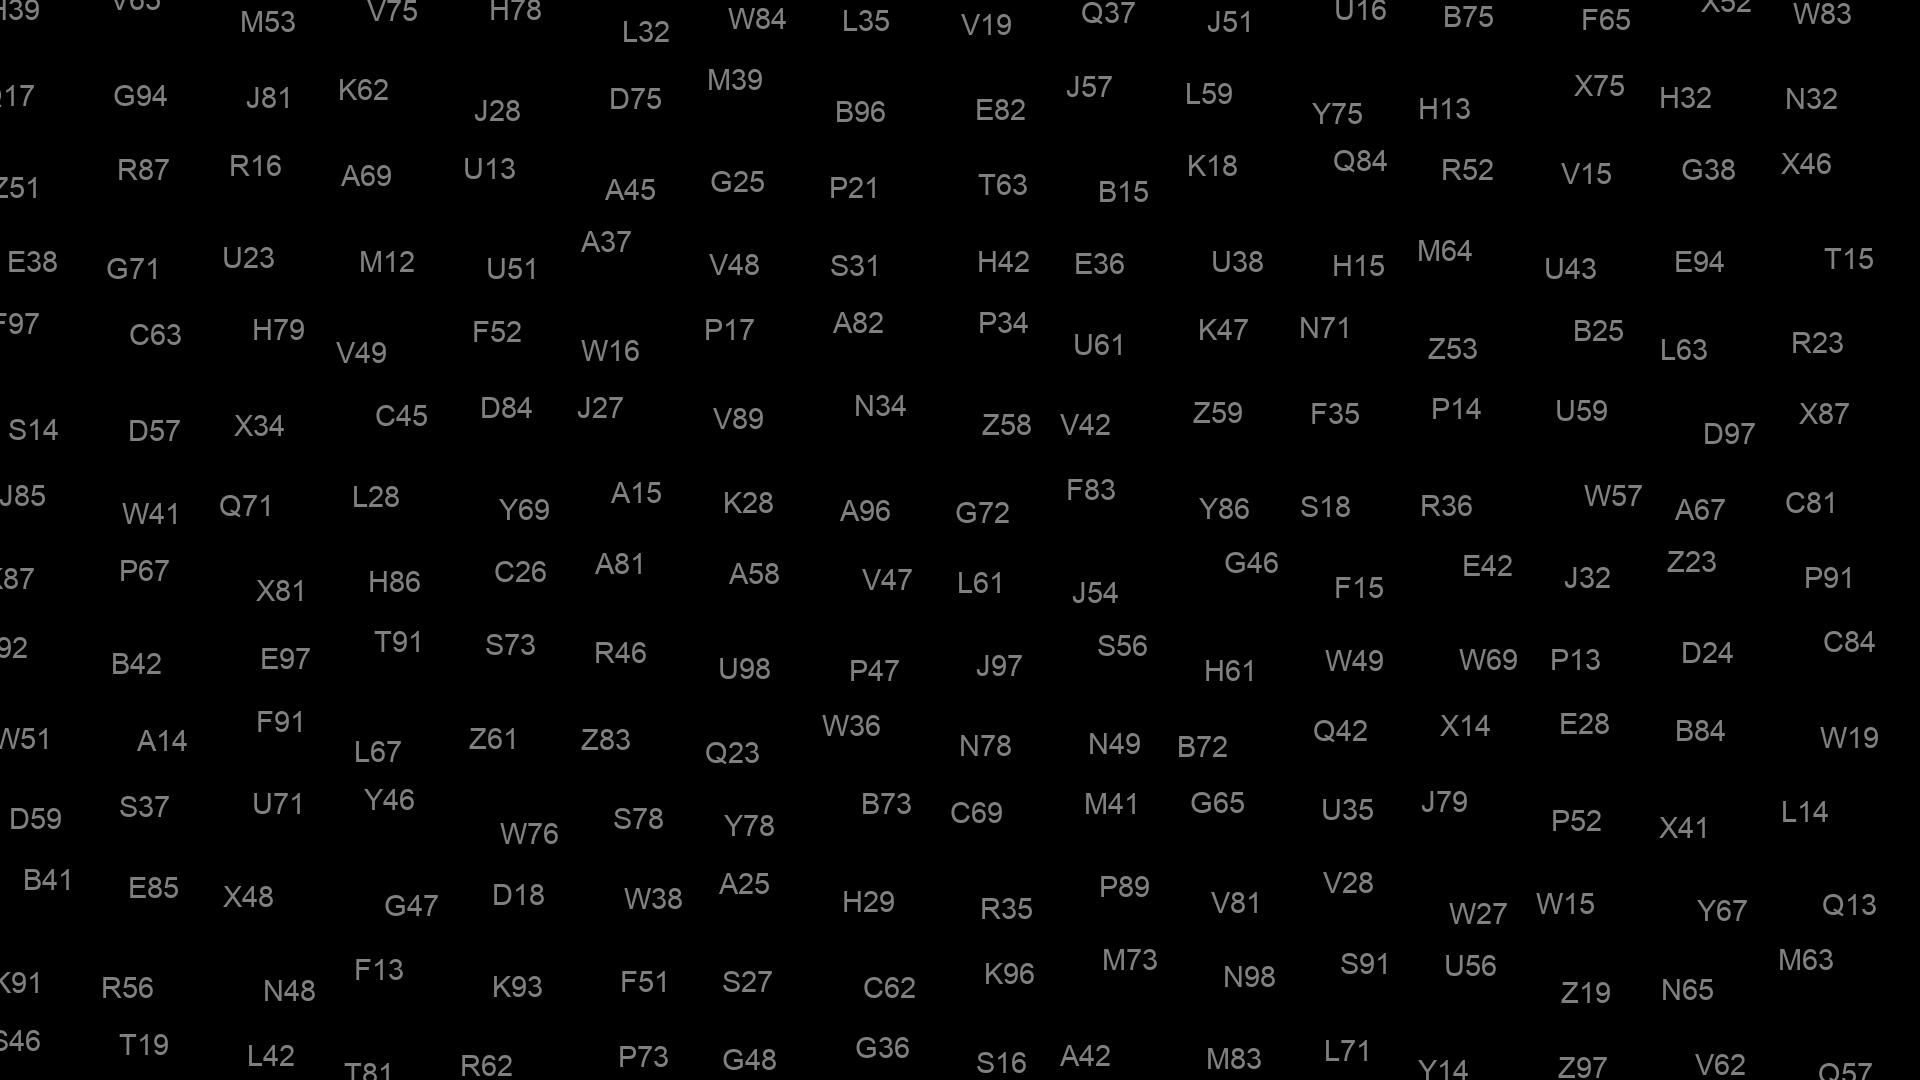 M53 V75 H78 L32 W84 L35 V19 Q37 J51 U16 B75 F65 X52 W83
G94 J81 K62 J28 D75 M39 B96 E82 J57 L59 Y75 H13 X75 H32 N32
Z51 R87 R16 A69 U13 A45 G25 P21 T63 B15 K18 Q84 R52 V15 G38 X46
E38 G71 U23 M12 U51 A37 V48 S31 H42 E36 U38 H15 M64 U43 E94 T15
F97 C63 H79 V49 F52 W16 P17 A82 P34 U61 K47 N71 Z53 B25 L63 R23
S14 D57 X34 C45 D84 J27 V89 N34 Z58 V42 Z59 F35 P14 U59 D97 X87
J85 W41 Q71 L28 Y69 A15 K28 A96 G72 F83 Y86 S18 R36 W57 A67 C81
P67 X81 H86 C26 A81 A58 V47 L61 J54 G46 F15 E42 J32 Z23 P91
B42 E97 T91 S73 R46 U98 P47 J97 S56 H61 W49 W69 P13 D24 C84
W51 A14 F91 L67 Z61 Z83 Q23 W36 N78 N49 B72 Q42 X14 E28 B84 W19
D59 S37 U71 Y46 W76 S78 Y78 B73 C69 M41 G65 U35 J79 P52 X41 L14
B41 E85 X48 G47 D18 W38 A25 H29 R35 P89 V81 V28 W27 W15 Y67 Q13
K91 R56 N48 F13 K93 F51 S27 C62 K96 M73 N98 S91 U56 Z19 N65 M63
S46 T19 L42 T81 R62 P73 G48 G36 S16 A42 M83 L71 Y14 Z97 V62 Q57